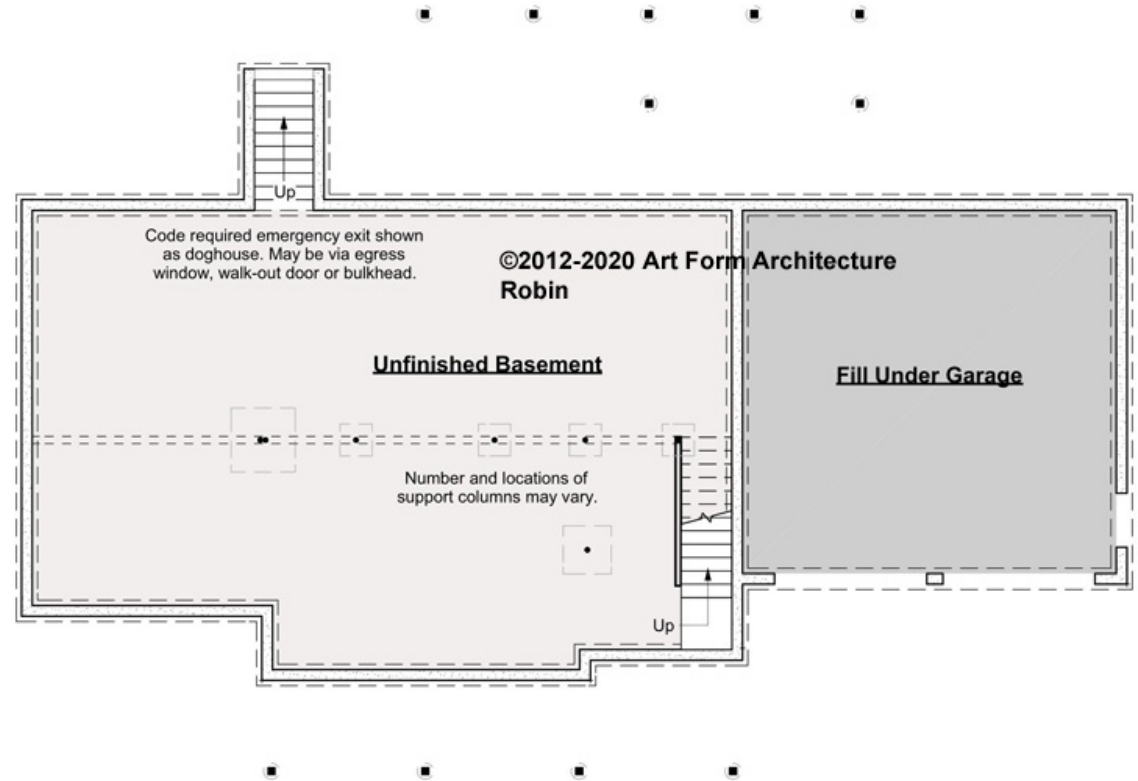 Up
Code required emergency exit shown
as doghouse. May be via egress
window, walk-out door or bulkhead.
©2012-2020 Art Form Architecture
Robin
Unfinished Basement
Fill Under Garage
Number and locations of
support columns may vary.
Up